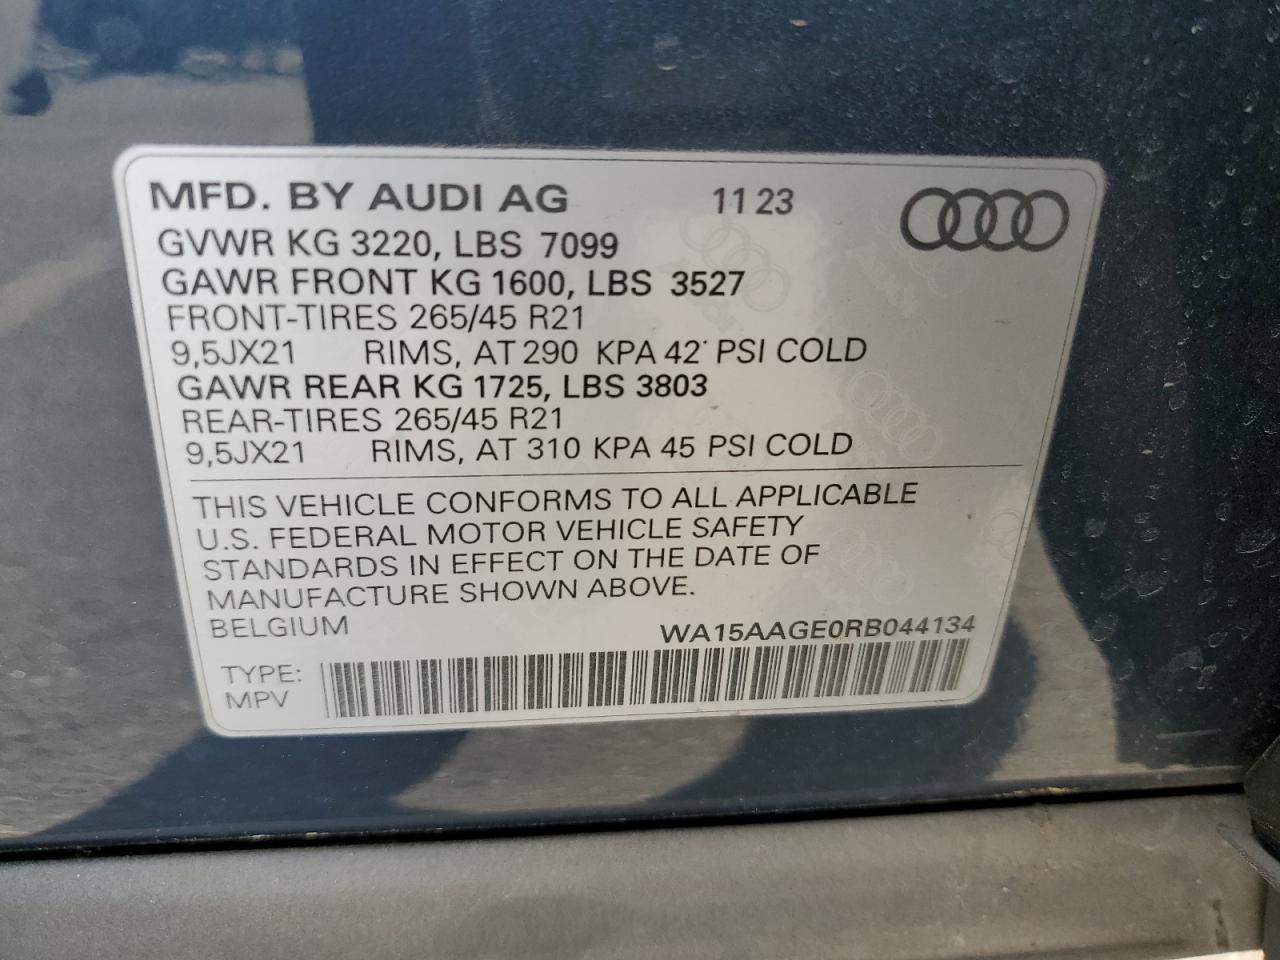 MFD. BY AUDI AG 11 23
GVWR KG 3220, LBS 7099
GAWR FRONT KG 1600, LBS 3527
FRONT-TIRES 265/45 R21
9,5JX21 RIMS, AT 290 KPA 42 PSI COLD
GAWR REAR KG 1725, LBS 3803
REAR-TIRES 265/45 R21
9,5JX21 RIMS, AT 310 KPA 45 PSI COLD
THIS VEHICLE CONFORMS TO ALL APPLICABLE
U.S. FEDERAL MOTOR VEHICLE SAFETY
STANDARDS IN EFFECT ON THE DATE OF
MANUFACTURE SHOWN ABOVE.
BELGIUM WA15AAGE0RB044134
TYPE:
MPV